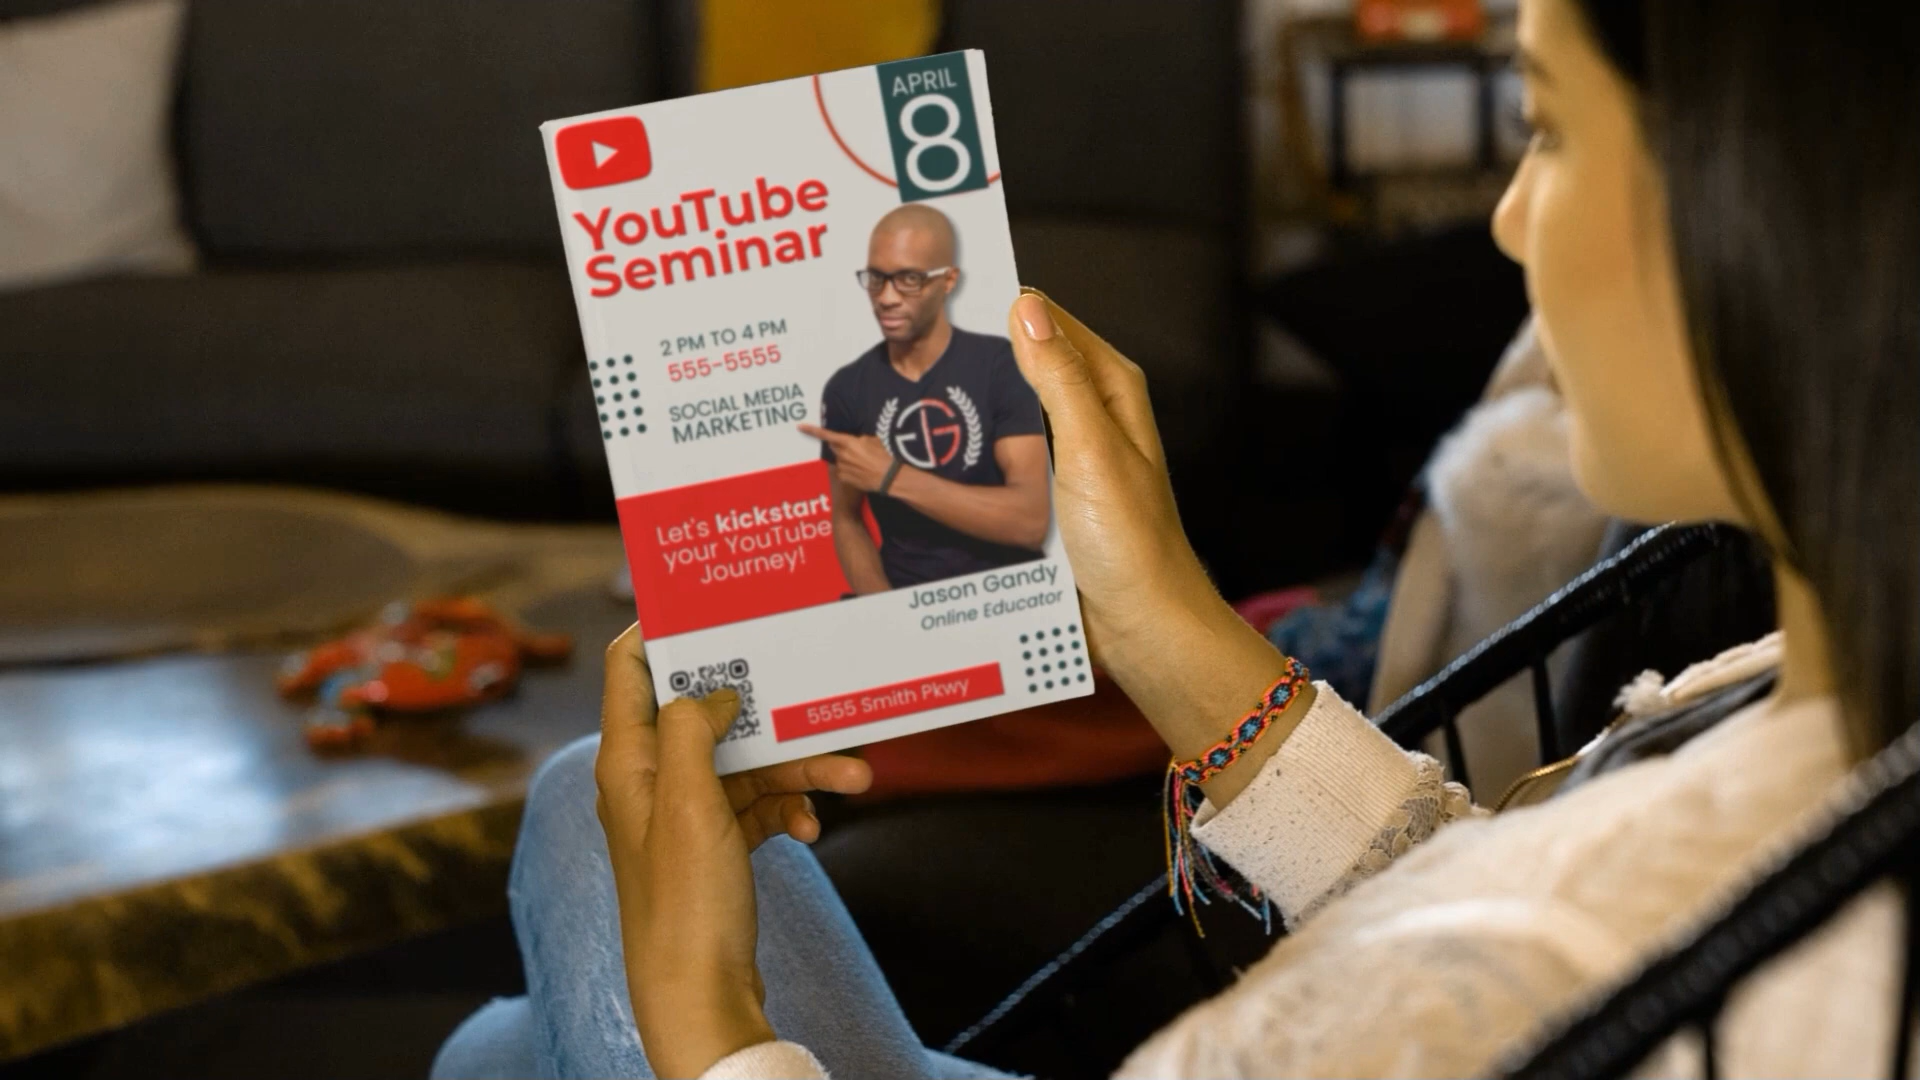 APRIL
8
YouTube
Seminar
2 PM TO 4 PM
555-5555
SOCIAL MEDIA
MARKETING
Let's kickstart
your YouTube
Journey!
Jason Gandy
Online Educator
5555 Smith Pkwy